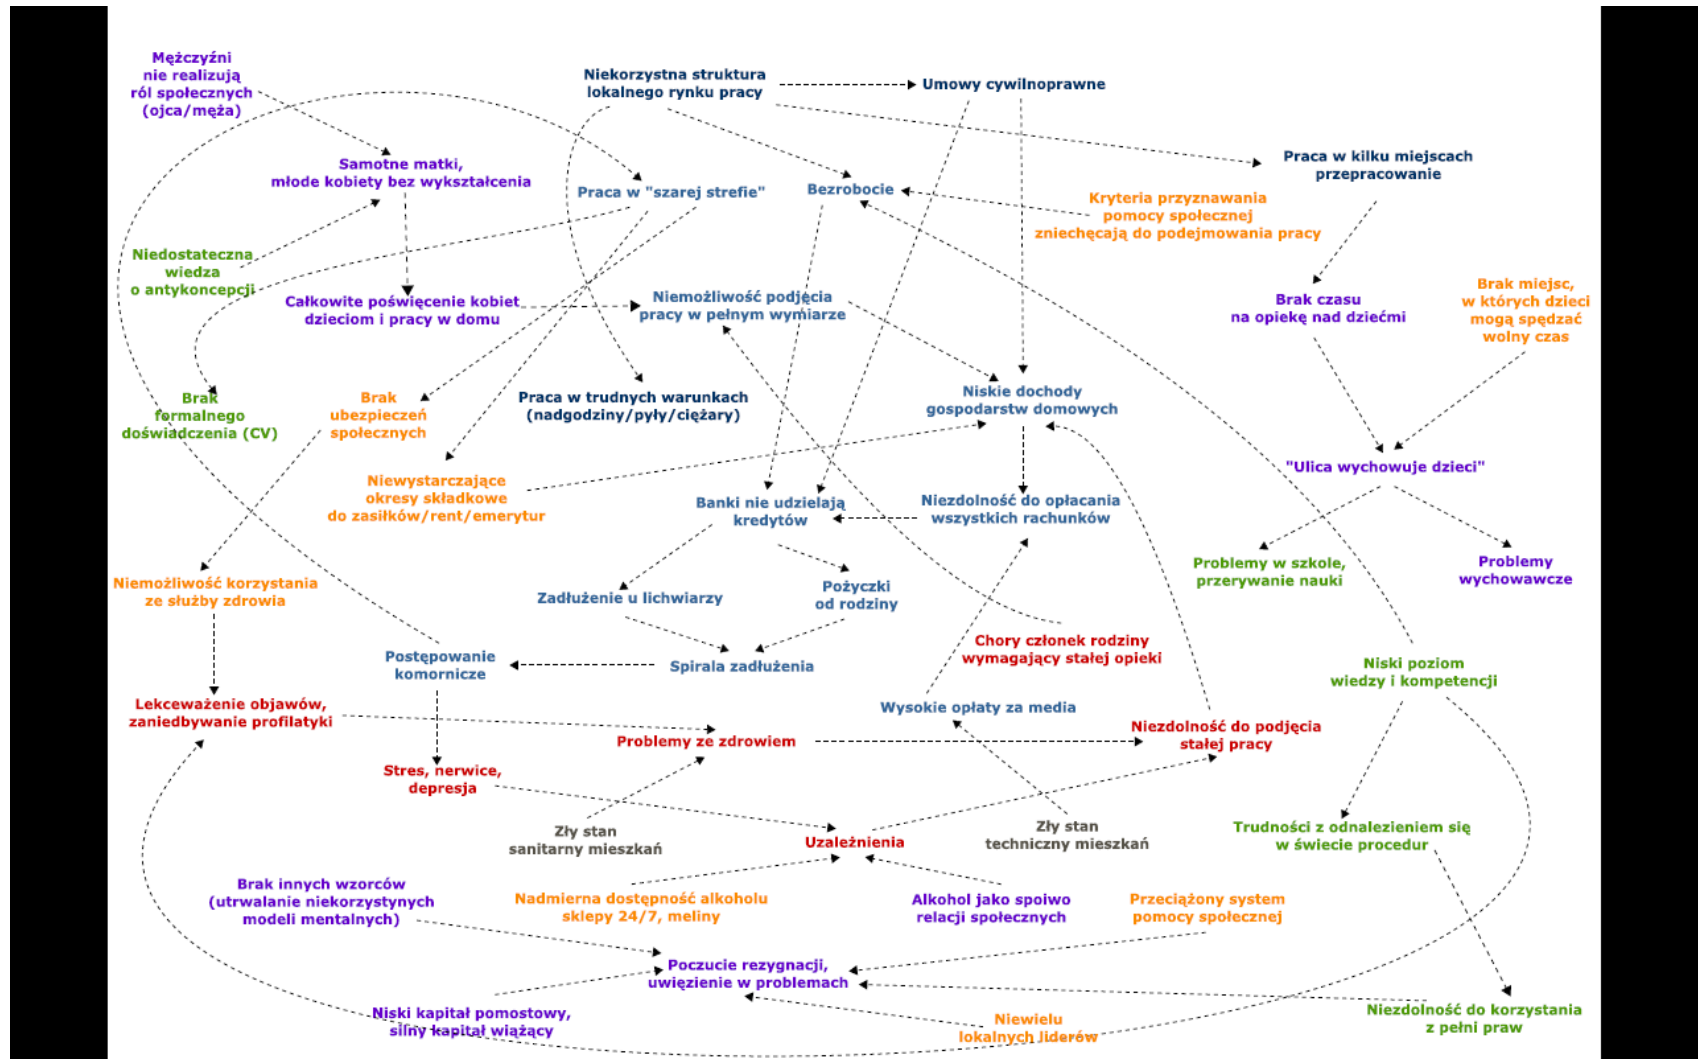 Mężczyźni
nie realizują
ról społecznych
(ojca/męża)
Niekorzystna struktura
lokalnego rynku pracy
Umowy cywilnoprawne
Samotne matki,
młode kobiety bez wykształcenia
Praca w "szarej strefie"
Bezrobocie
Praca w kilku miejscach
przepracowanie
Kryteria przyznawania
pomocy społecznej
zniechęcają do podejmowania pracy
Niedostateczna
wiedza
o antykoncepcji
Całkowite poświęcenie kobiet
dzieciom i pracy w domu
Niemożliwość podjęcia
pracy w pełnym wymiarze
Brak czasu
na opiekę nad dziećmi
Brak miejsc,
w których dzieci
mogą spędzać
wolny czas
Brak
formalnego
doświadczenia (CV)
Brak
ubezpieczeń
społecznych
Praca w trudnych warunkach
(nadgodziny/pyły/ciężary)
Niskie dochody
gospodarstw domowych
"Ulica wychowuje dzieci"
Niewystarczające
okresy składkowe
do zasiłków/rent/emerytur
Banki nie udzielają
kredytów
Niezdolność do opłacania
wszystkich rachunków
Problemy w szkole,
przerywanie nauki
Problemy
wychowawcze
Niemożliwość korzystania
ze służby zdrowia
Zadłużenie u lichwiarzy
Pożyczki
od rodziny
Chory członek rodziny
wymagający stałej opieki
Postępowanie
komornicze
Spirala zadłużenia
Niski poziom
wiedzy i kompetencji
Lekceważenie objawów,
zaniedbywanie profilatyki
Wysokie opłaty za media
Problemy ze zdrowiem
Niezdolność do podjęcia
stałej pracy
Stres, nerwice,
depresja
Zły stan
sanitarny mieszkań
Uzależnienia
Zły stan
techniczny mieszkań
Trudności z odnalezieniem się
w świecie procedur
Brak innych wzorców
(utrwalanie niekorzystynych
modeli mentalnych)
Nadmierna dostępność alkoholu
sklepy 24/7, meliny
Alkohol jako spoiwo
relacji społecznych
Przeciążony system
pomocy społecznej
Poczucie rezygnacji,
uwięzienie w problemach
Niski kapitał pomostowy,
silny kapitał wiążący
Niewielu
lokalnych liderów
Niezdolność do korzystania
z pełni praw